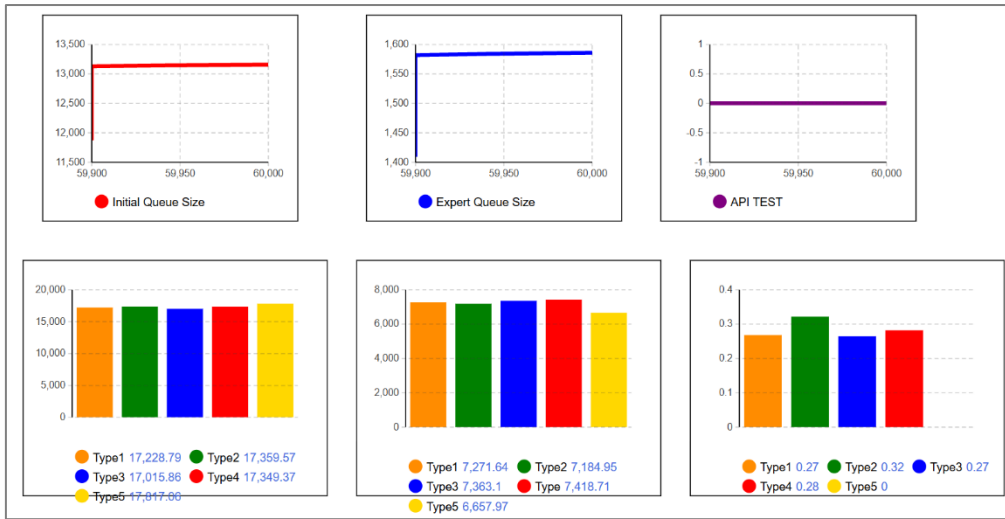 13,500
13,000
12,500
12,000
11,500
59,900 59,950 60,000
Initial Queue Size
1,600
1,550
1,500
1,450
1,400
59,900 59,950 60,000
Expert Queue Size
1
0.5
0
-0.5
-1
59,900 59,950 60,000
API TEST
20,000
15,000
10,000
5,000
0
Type1 17,228.79 Type2 17,359.57
Type3 17,015.86 Type4 17,349.37
Type5
8,000
6,000
4,000
2,000
0
Type1 7,271.64 Type2 7,184.95
Type3 7,363.1 Type 7,418.71
Type5 6,657.97
0.4
0.3
0.2
0.1
0
Type1 0.27 Type2 0.32 Type3 0.27
Type4 0.28 Type5 0